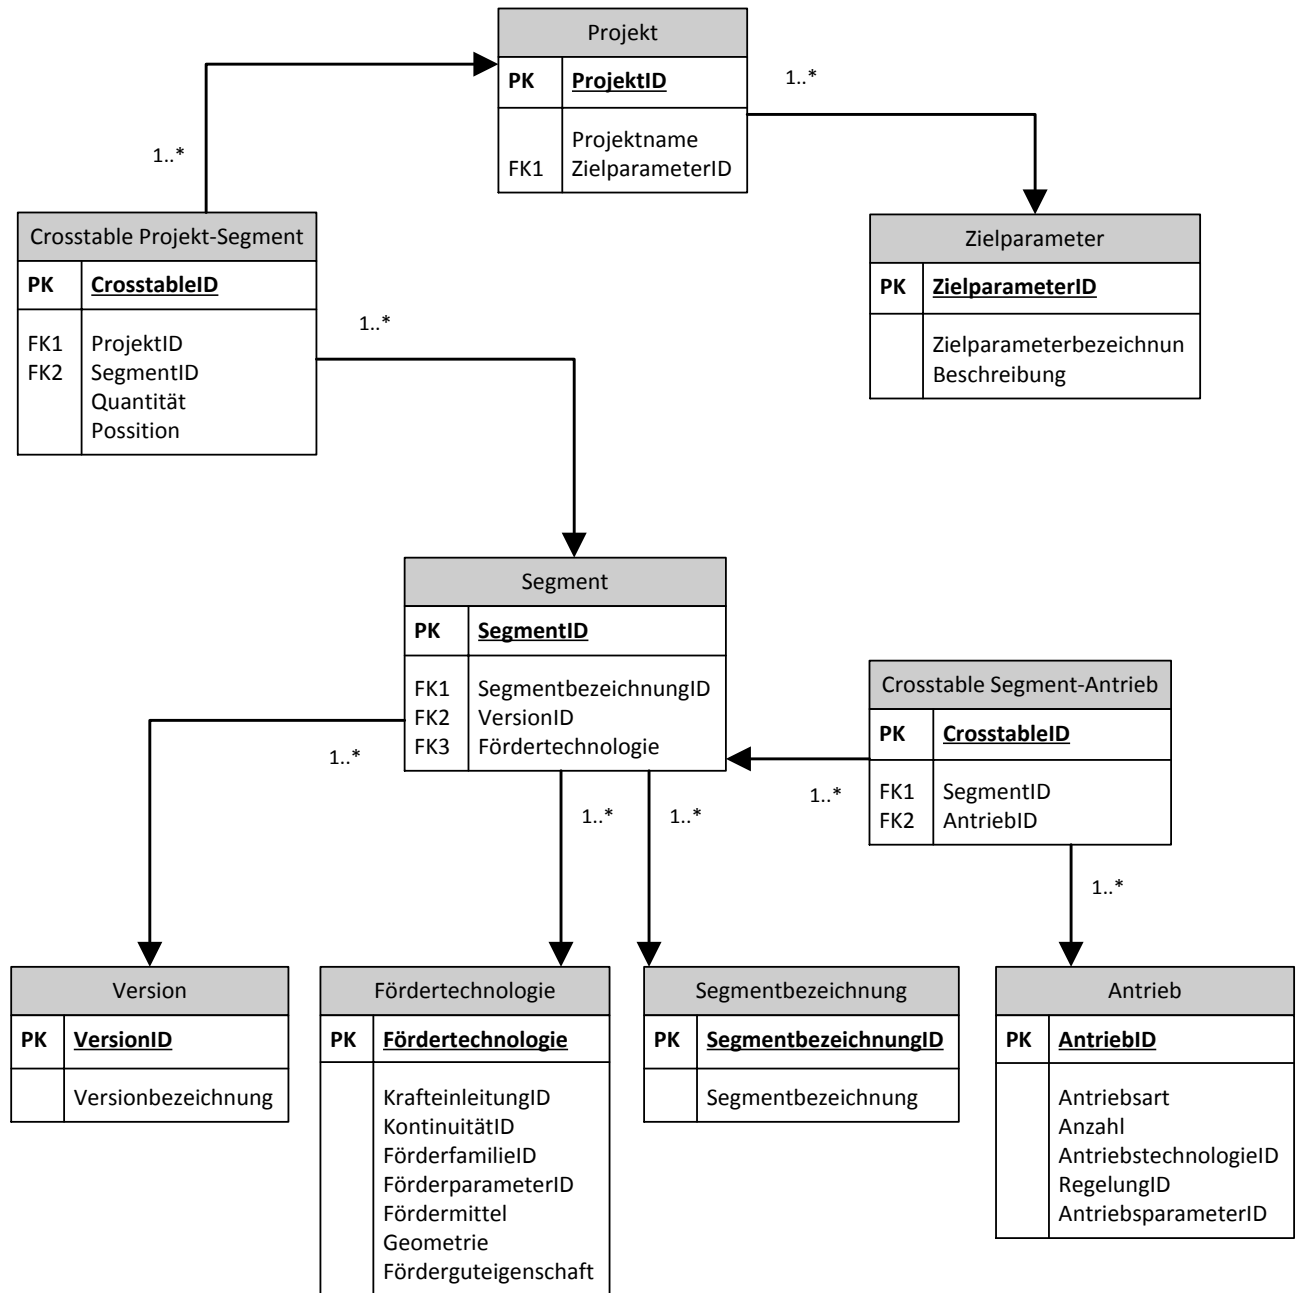 Projekt
PK ProjektID
Projektname
FK1 ZielparameterID
1..*
1..*
Crosstable Projekt-Segment
PK CrosstableID
FK1 ProjektID
FK2 SegmentID
Quantität
Possition
1..*
Zielparameter
PK ZielparameterID
Zielparameterbezeichnun
Beschreibung
Segment
PK SegmentID
FK1 SegmentbezeichnungID
FK2 VersionID
FK3 Fördertechnologie
1..*
1..*
1..*
1..*
Crosstable Segment-Antrieb
PK CrosstableID
FK1 SegmentID
FK2 AntriebID
1..*
Version
PK VersionID
Versionbezeichnung
Fördertechnologie
PK Fördertechnologie
KrafteinleitungID
KontinuitätID
FörderfamilieID
FörderparameterID
Fördermittel
Geometrie
Förderguteigenschaft
Segmentbezeichnung
PK SegmentbezeichnungID
Segmentbezeichnung
Antrieb
PK AntriebID
Antriebsart
Anzahl
AntriebstechnologieID
RegelungID
AntriebsparameterID